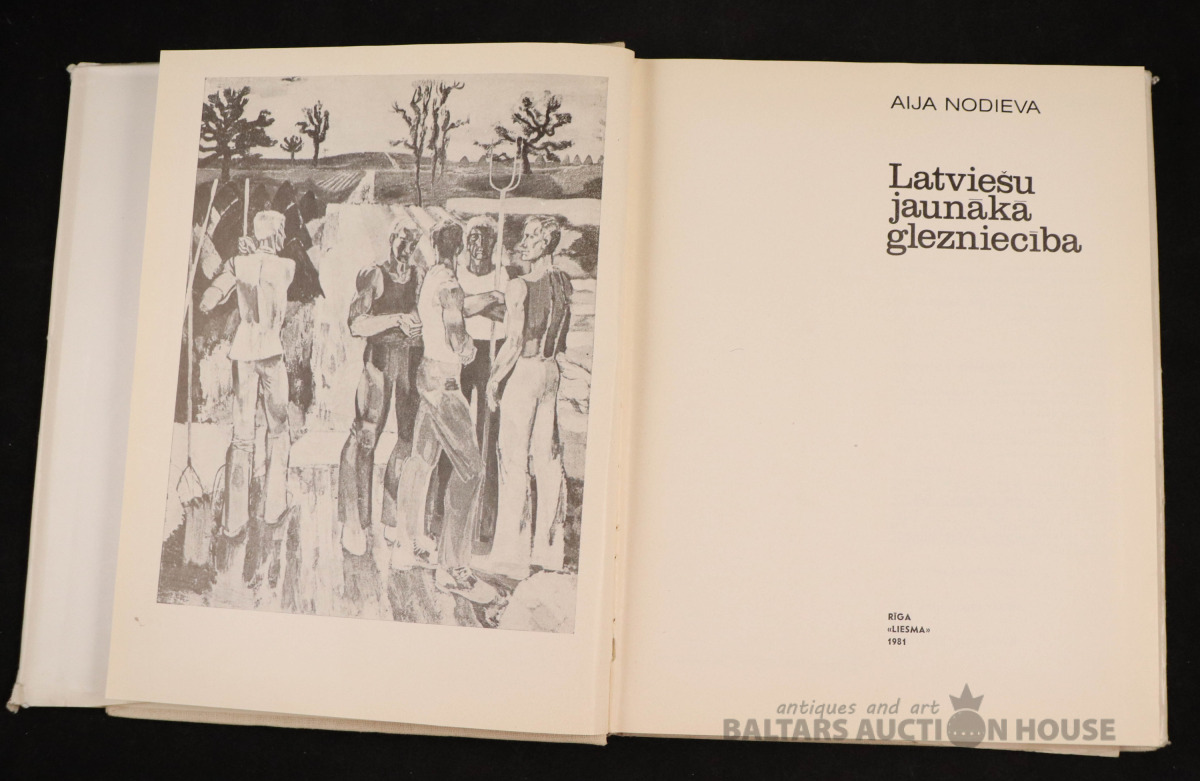 AIJA NODIEVA
Latviešu
jaunākā
glezniecība
RĪGA
«LIESMA»
1981
antiques and art
BALTARS AUCTION HOUSE